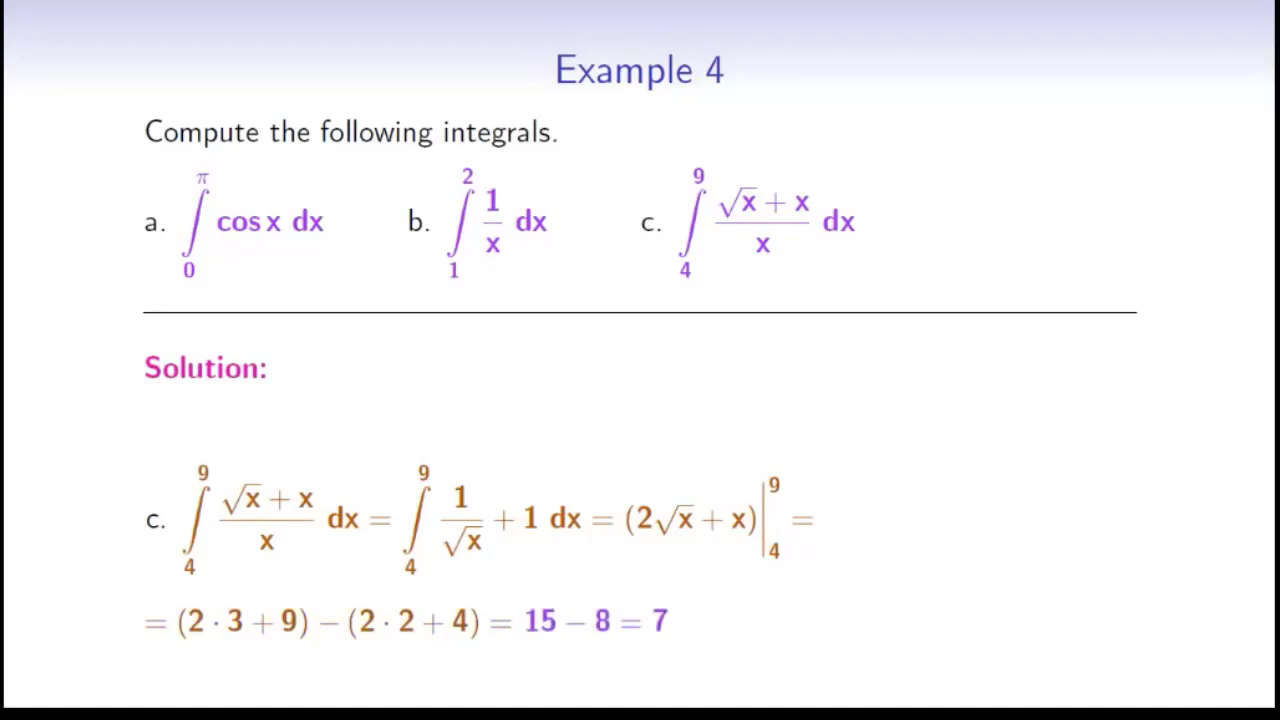 Example 4
Compute the following integrals.
a. ∫₀^π cos x dx b. ∫₁² 1/x dx c. ∫₄⁹ (√x + x)/x dx
Solution:
c. ∫₄⁹ (√x + x)/x dx = ∫₄⁹ 1/√x + 1 dx = (2√x + x)|₄⁹ =
= (2 · 3 + 9) − (2 · 2 + 4) = 15 − 8 = 7